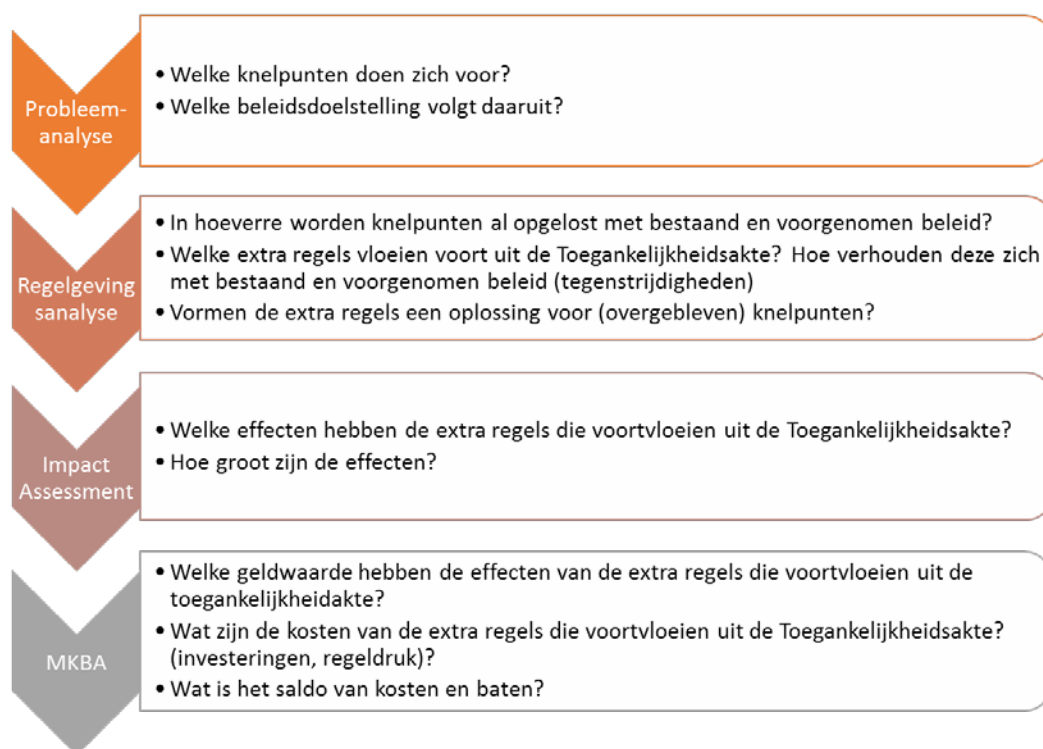 Probleem-
analyse
• Welke knelpunten doen zich voor?
• Welke beleidsdoelstelling volgt daaruit?
Regelgeving
sanalyse
• In hoeverre worden knelpunten al opgelost met bestaand en voorgenomen beleid?
• Welke extra regels vloeien voort uit de Toegankelijkheidsakte? Hoe verhouden deze zich
met bestaand en voorgenomen beleid (tegenstrijdigheden)
• Vormen de extra regels een oplossing voor (overgebleven) knelpunten?
Impact
Assessment
• Welke effecten hebben de extra regels die voortvloeien uit de Toegankelijkheidsakte?
• Hoe groot zijn de effecten?
MKBA
• Welke geldwaarde hebben de effecten van de extra regels die voortvloeien uit de
toegankelijkheidakte?
• Wat zijn de kosten van de extra regels die voortvloeien uit de Toegankelijkheidsakte?
(investeringen, regeldruk)?
• Wat is het saldo van kosten en baten?